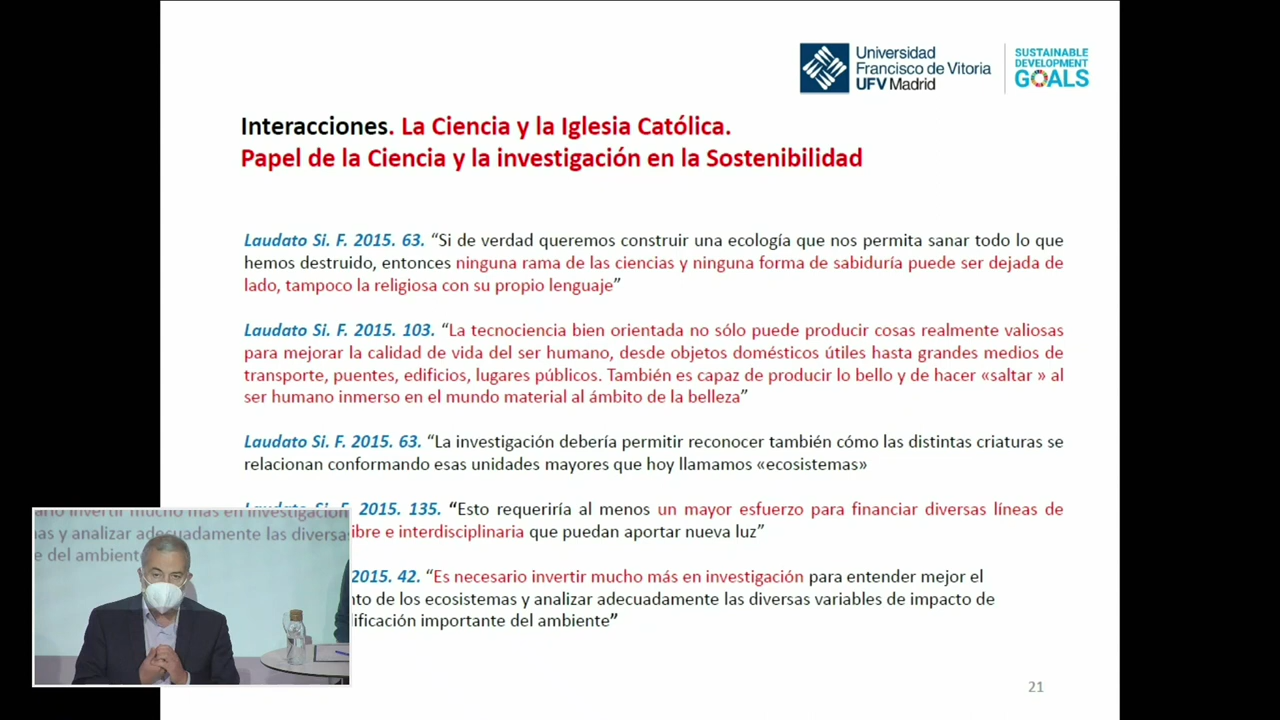 Universidad
Francisco de Vitoria
UFV Madrid
SUSTAINABLE
DEVELOPMENT
GOALS
Interacciones. La Ciencia y la Iglesia Católica.
Papel de la Ciencia y la investigación en la Sostenibilidad
Laudato Si. F. 2015. 63. “Si de verdad queremos construir una ecología que nos permita sanar todo lo que
hemos destruido, entonces ninguna rama de las ciencias y ninguna forma de sabiduría puede ser dejada de
lado, tampoco la religiosa con su propio lenguaje”
Laudato Si. F. 2015. 103. “La tecnociencia bien orientada no sólo puede producir cosas realmente valiosas
para mejorar la calidad de vida del ser humano, desde objetos domésticos útiles hasta grandes medios de
transporte, puentes, edificios, lugares públicos. También es capaz de producir lo bello y de hacer «saltar » al
ser humano inmerso en el mundo material al ámbito de la belleza”
Laudato Si. F. 2015. 63. “La investigación debería permitir reconocer también cómo las distintas criaturas se
relacionan conformando esas unidades mayores que hoy llamamos «ecosistemas»
Laudato Si. F. 2015. 135. “Esto requeriría al menos un mayor esfuerzo para financiar diversas líneas de
ibre e interdisciplinaria que puedan aportar nueva luz”
2015. 42. “Es necesario invertir mucho más en investigación para entender mejor el
nto de los ecosistemas y analizar adecuadamente las diversas variables de impacto de
lificación importante del ambiente”
ario invertir mucho más en investigación
as y analizar adecuadamente las diversa
e del ambient
21